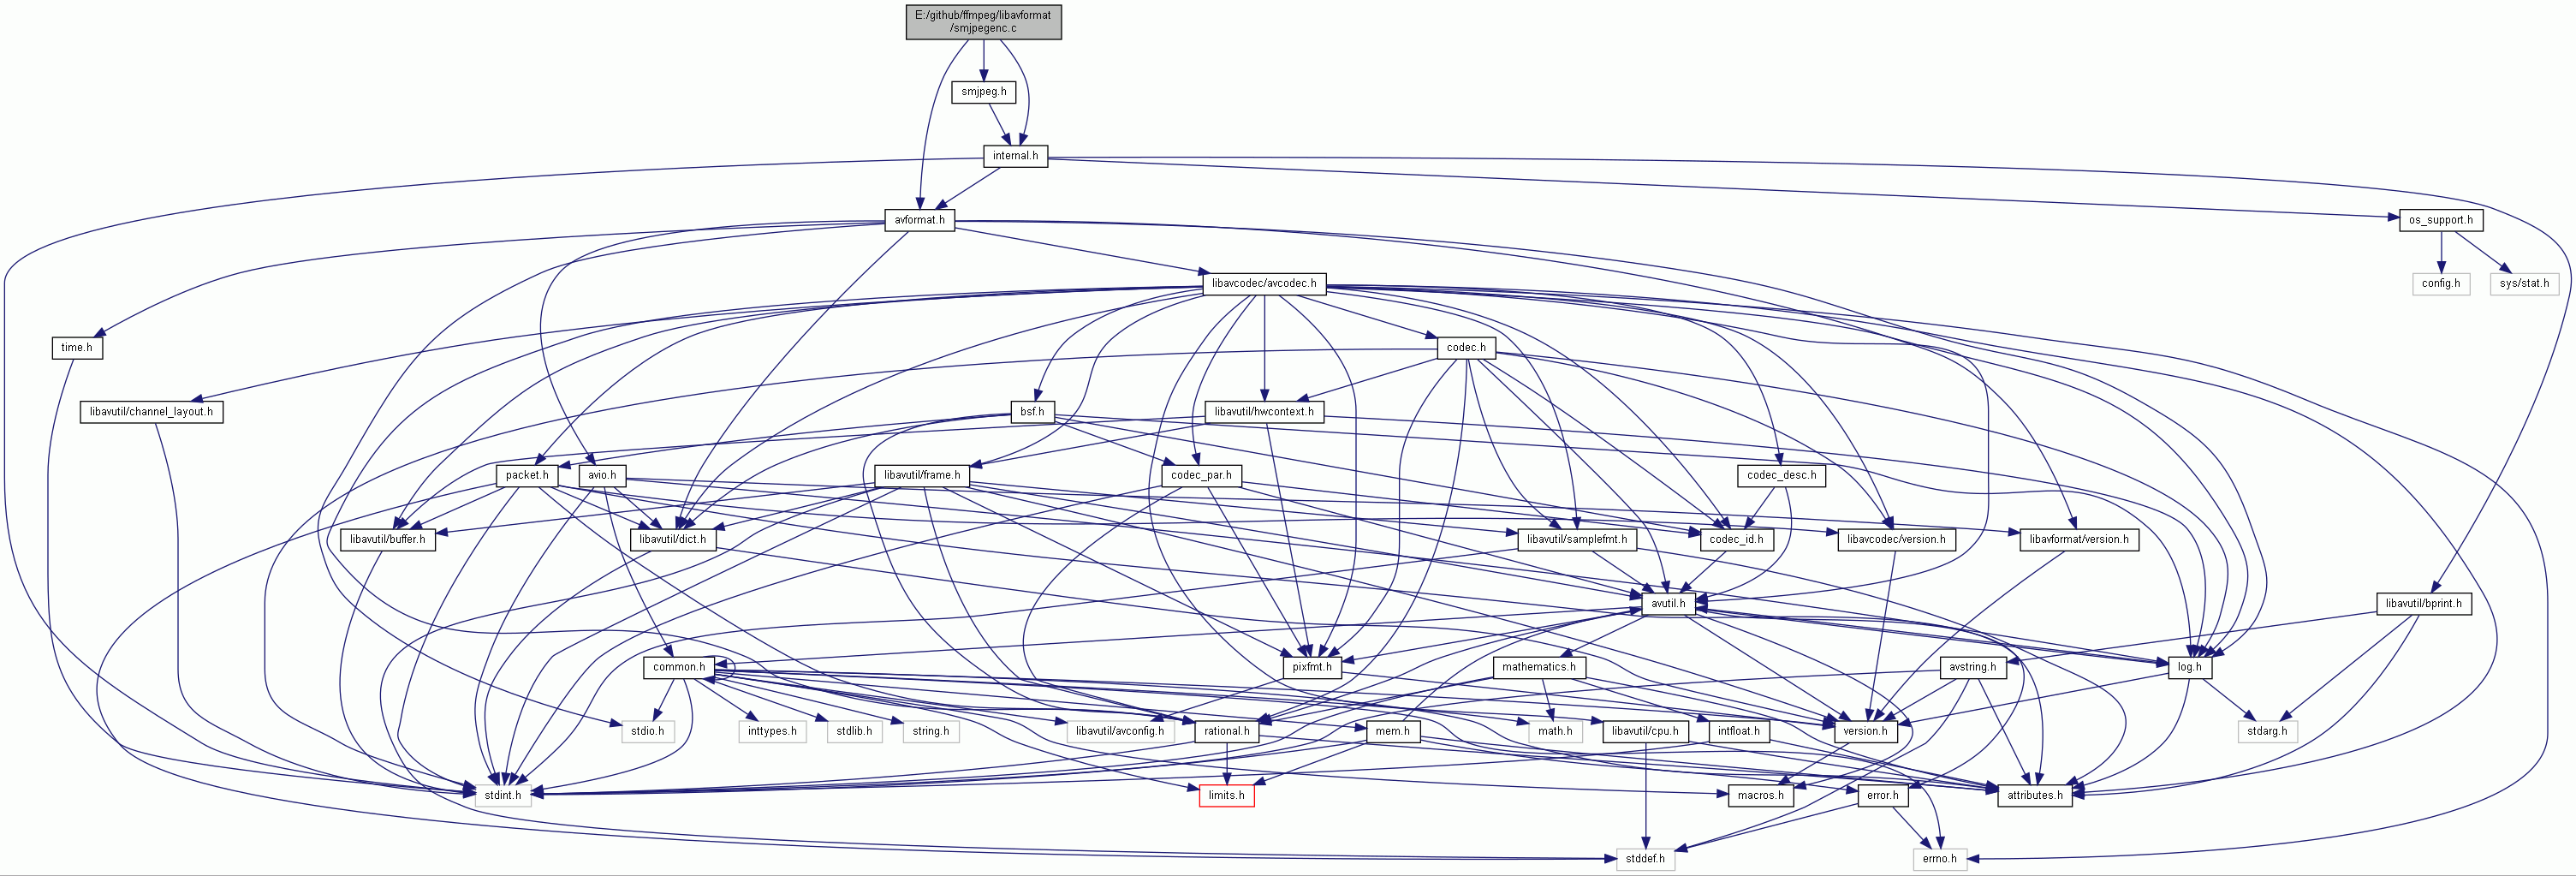 E:/github/ffmpeg/libavformat
/smjpegenc.c
smjpeg.h
internal.h
avformat.h
os_support.h
libavcodec/avcodec.h
config.h
sys/stat.h
time.h
codec.h
libavutil/channel_layout.h
bsf.h
libavutil/hwcontext.h
packet.h
avio.h
libavutil/frame.h
codec_par.h
codec_desc.h
libavutil/buffer.h
libavutil/dict.h
libavutil/samplefmt.h
codec_id.h
libavcodec/version.h
libavformat/version.h
avutil.h
libavutil/bprint.h
common.h
pixfmt.h
mathematics.h
avstring.h
log.h
stdio.h
inttypes.h
stdlib.h
string.h
libavutil/avconfig.h
rational.h
mem.h
math.h
libavutil/cpu.h
intfloat.h
version.h
stdarg.h
stdint.h
limits.h
macros.h
error.h
attributes.h
stddef.h
errno.h